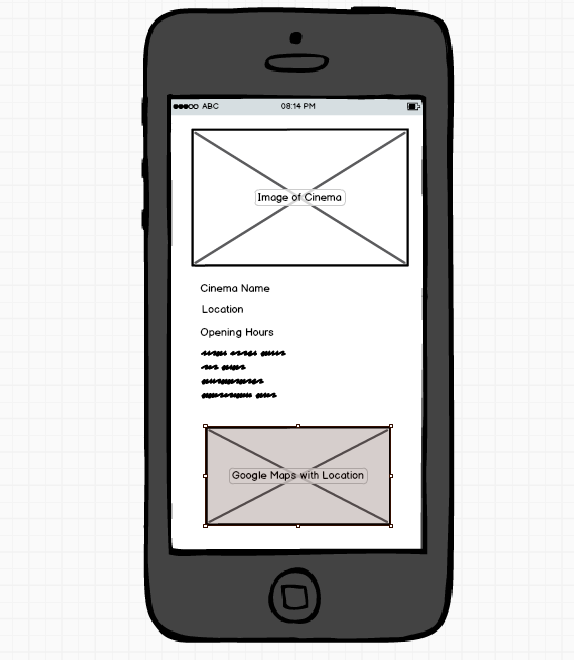 ABC 08:14 PM
Image of Cinema
Cinema Name
Location
Opening Hours
Google Maps with Location